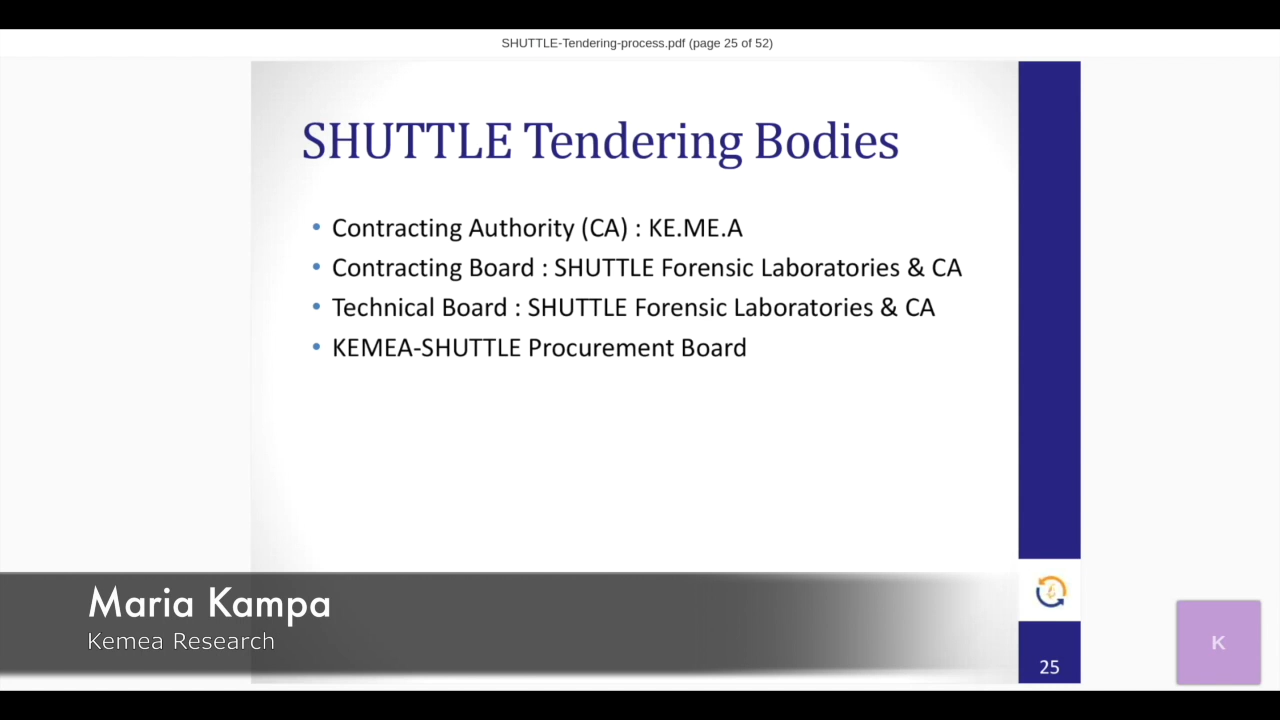 SHUTTLE-Tendering-process.pdf (page 25 of 52)
SHUTTLE Tendering Bodies
• Contracting Authority (CA) : KE.ME.A
• Contracting Board : SHUTTLE Forensic Laboratories & CA
• Technical Board : SHUTTLE Forensic Laboratories & CA
• KEMEA-SHUTTLE Procurement Board
Maria Kampa
Kemea Research
K
25